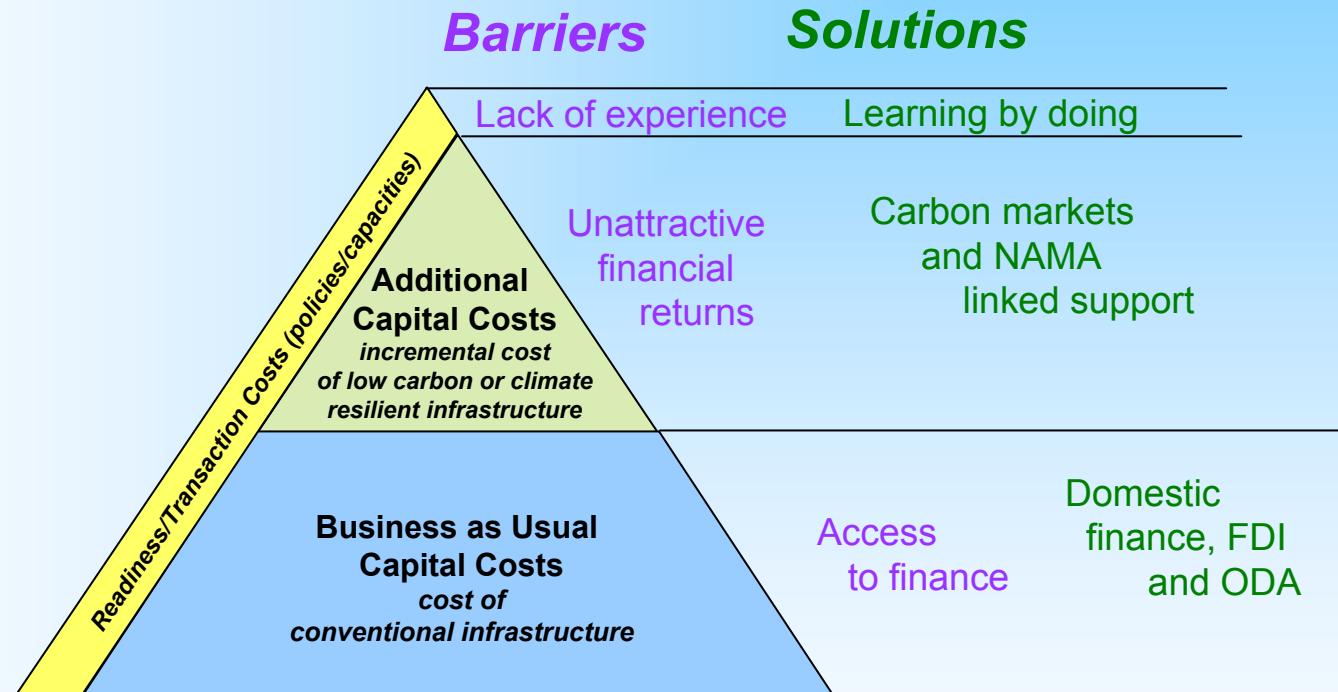 Barriers
Solutions
Lack of experience
Learning by doing
Readiness/Transaction Costs (policies/capacities)
Additional
Capital Costs
incremental cost
of low carbon or climate
resilient infrastructure
Unattractive
financial
returns
Carbon markets
and NAMA
linked support
Business as Usual
Capital Costs
cost of
conventional infrastructure
Access
to finance
Domestic
finance, FDI
and ODA